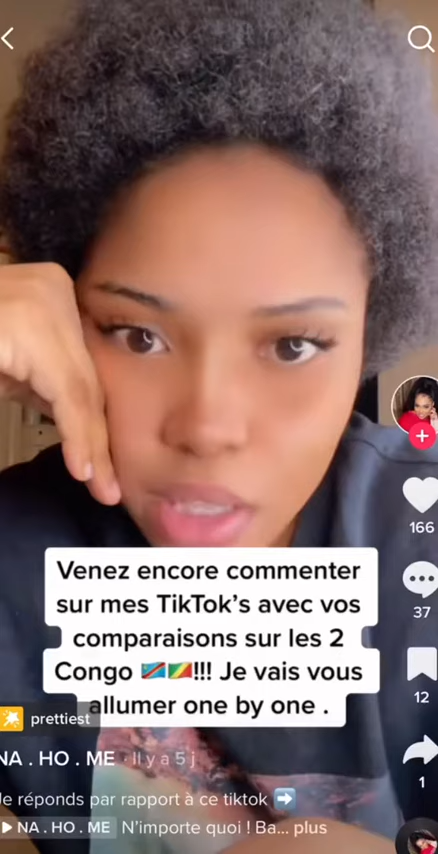 166
37
Venez encore commenter
sur mes TikTok’s avec vos
comparaisons sur les 2
Congo 🇨🇩🇨🇬!!! Je vais vous
allumer one by one .
12
prettiest
NA . HO . ME · Il y a 5 j
1
Je réponds par rapport à ce tiktok ➡️
NA . HO . ME N’importe quoi ! Ba... plus